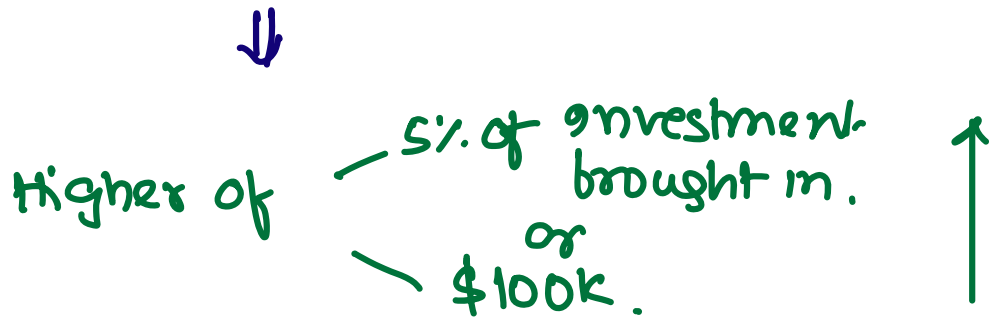 5% of investment
brought in.
Higher of
or
$100K.